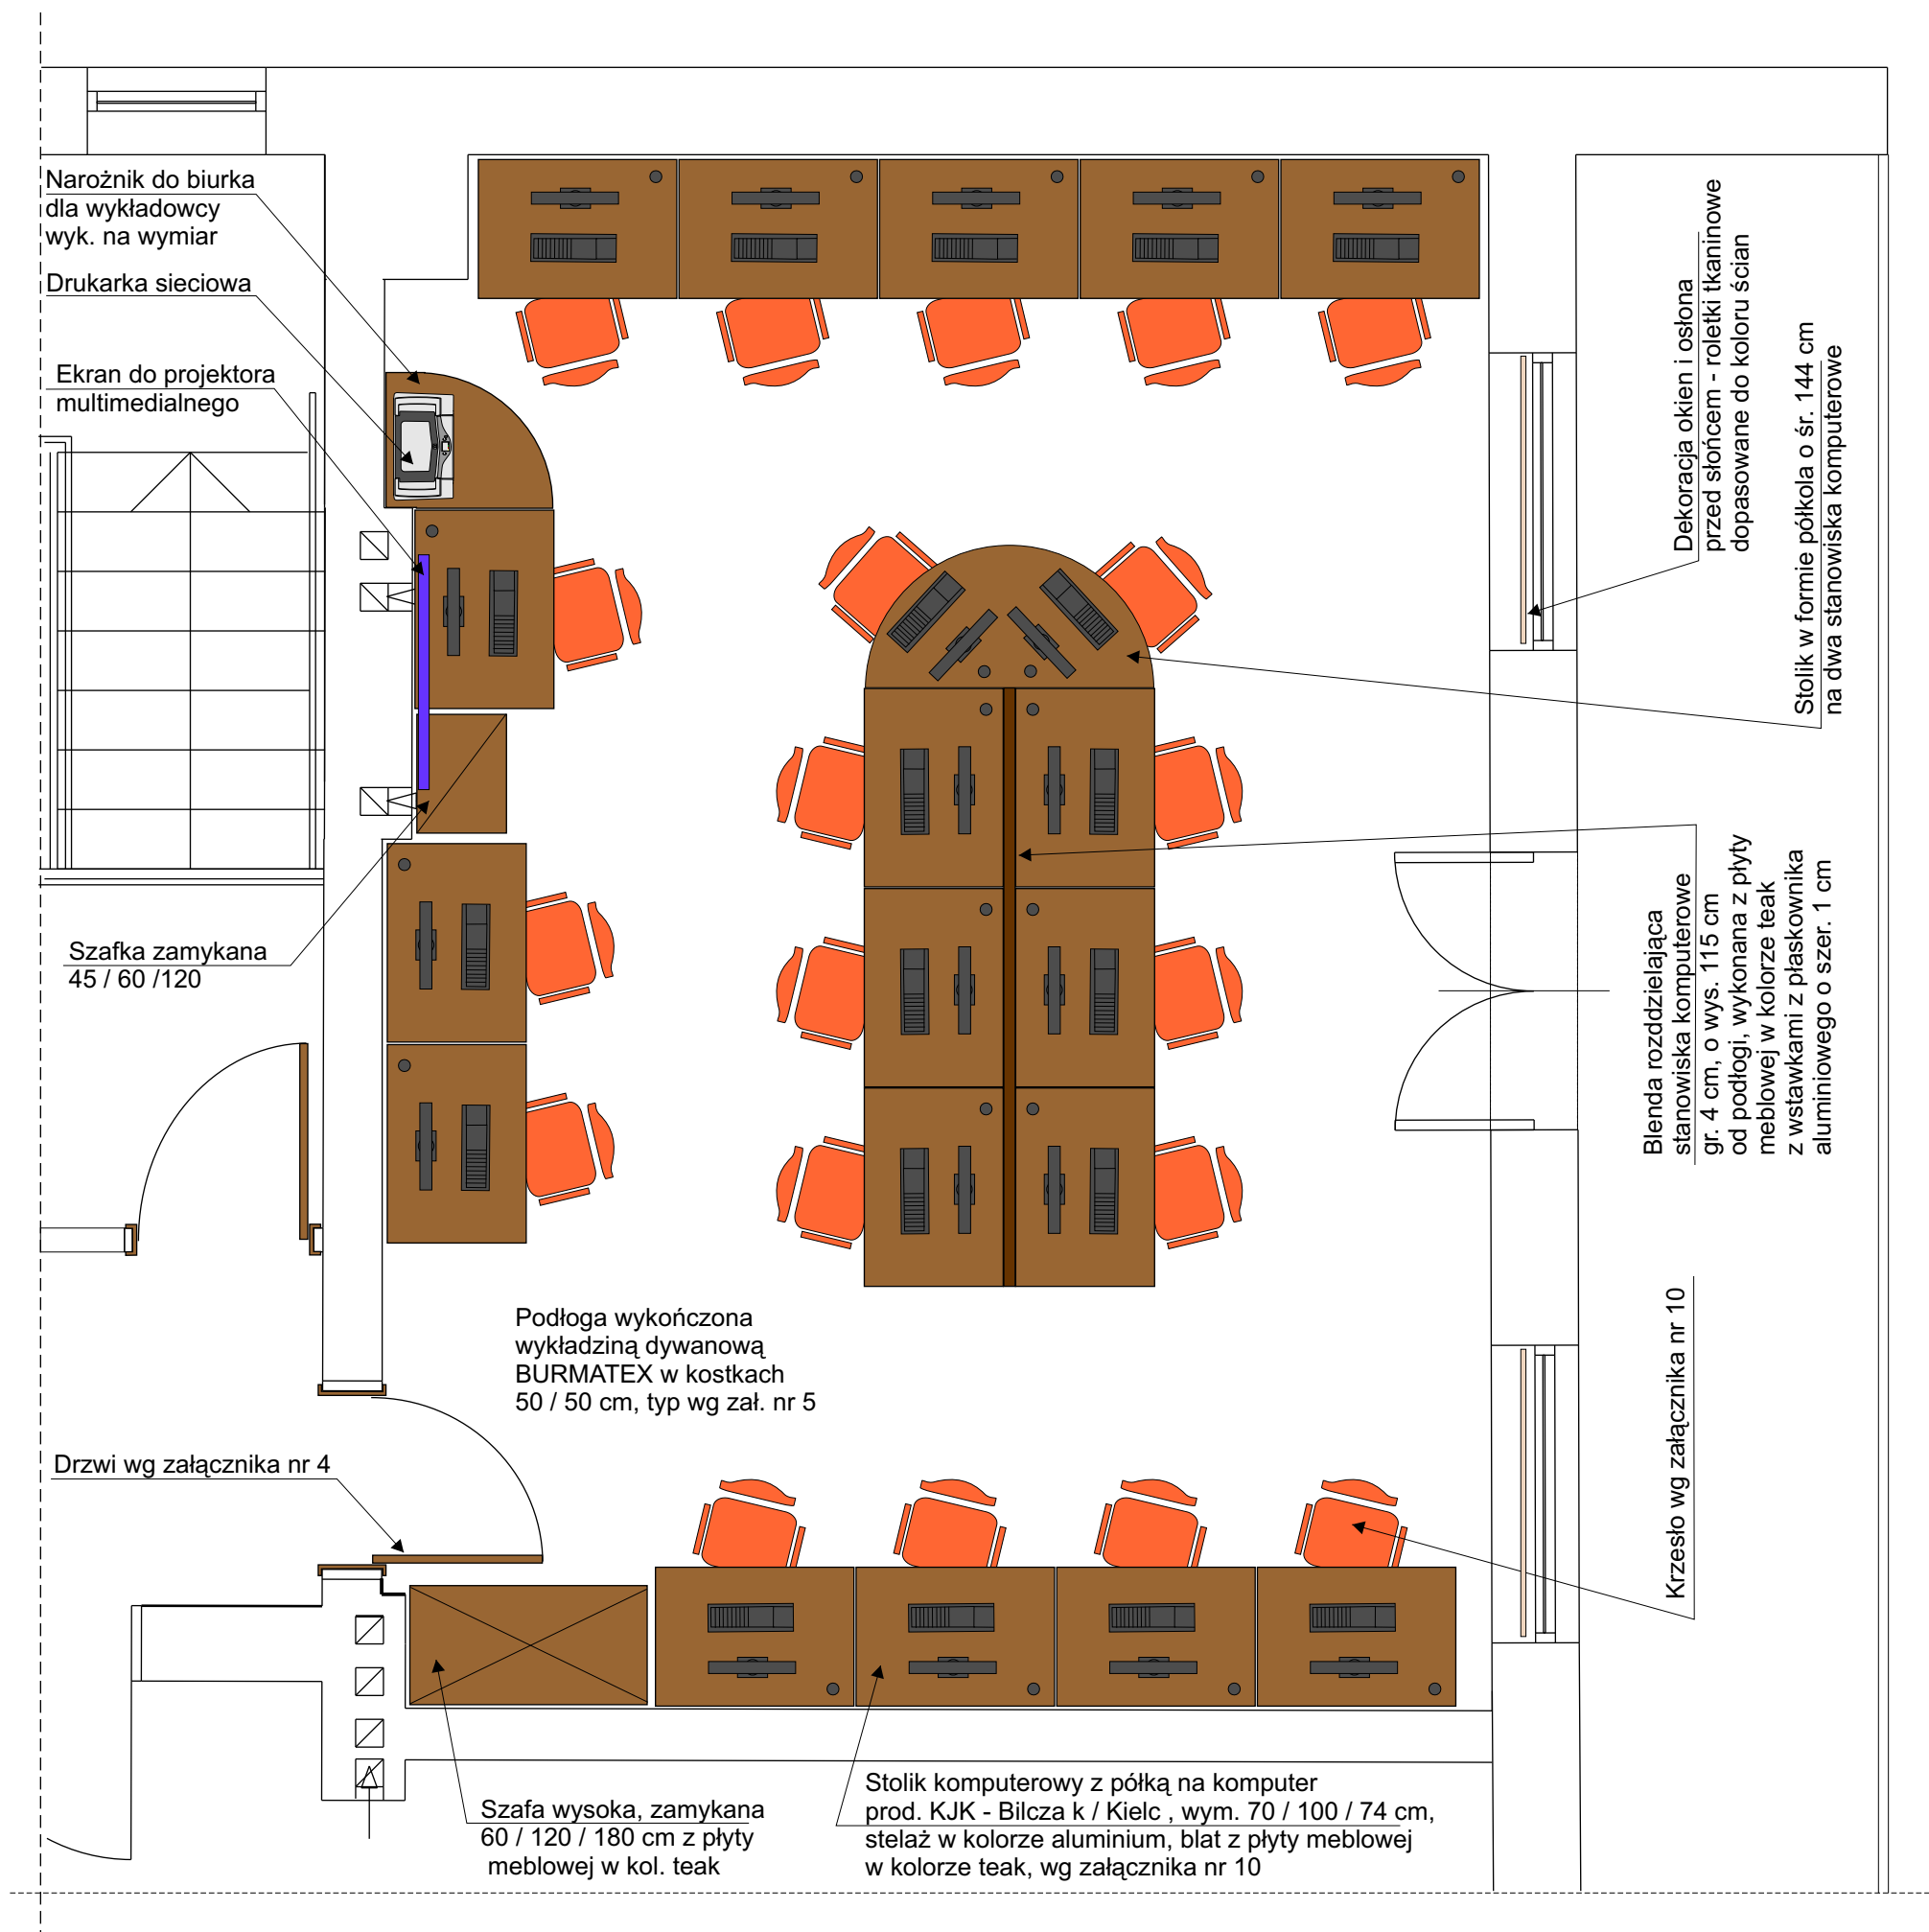 Narożnik do biurka
dla wykładowcy
wyk. na wymiar
Drukarka sieciowa
Ekran do projektora
multimedialnego
Szafka zamykana
45 / 60 /120
Drzwi wg załącznika nr 4
Podłoga wykończona
wykładziną dywanową
BURMATEX w kostkach
50 / 50 cm, typ wg zał. nr 5
Szafa wysoka, zamykana
60 / 120 / 180 cm z płyty
meblowej w kol. teak
Stolik komputerowy z półką na komputer
prod. KJK - Bilcza k / Kielc , wym. 70 / 100 / 74 cm,
stelaż w kolorze aluminium, blat z płyty meblowej
w kolorze teak, wg załącznika nr 10
Dekoracja okien i osłona
przed słońcem - roletki tkaninowe
dopasowane do koloru ścian
Stolik w formie półkola o śr. 144 cm
na dwa stanowiska komputerowe
Blenda rozddzielająca
stanowiska komputerowe
gr. 4 cm, o wys. 115 cm
od podłogi, wykonana z płyty
meblowej w kolorze teak
z wstawkami z płaskownika
aluminiowego o szer. 1 cm
Krzesło wg załącznika nr 10